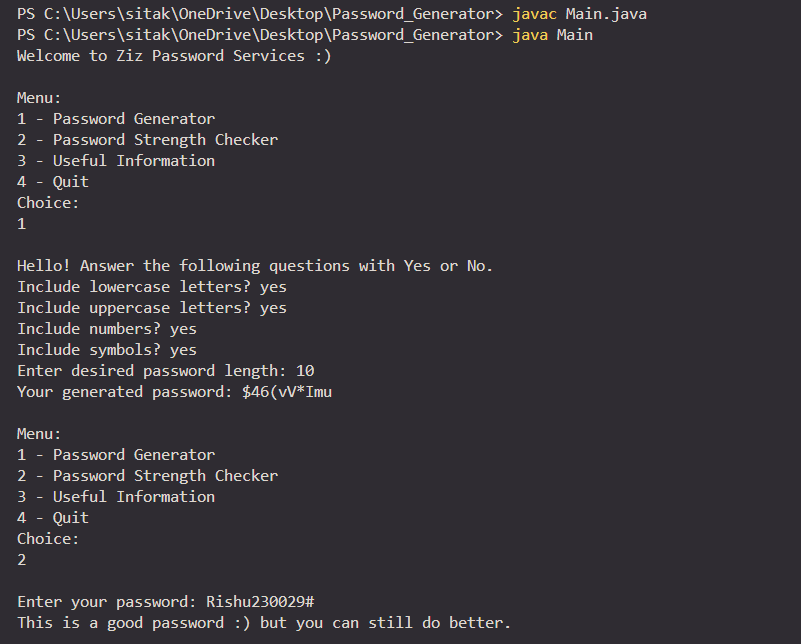 PS C:\Users\sitak\OneDrive\Desktop\Password_Generator> javac Main.java
PS C:\Users\sitak\OneDrive\Desktop\Password_Generator> java Main
Welcome to Ziz Password Services :)
Menu:
1 - Password Generator
2 - Password Strength Checker
3 - Useful Information
4 - Quit
Choice:
1
Hello! Answer the following questions with Yes or No.
Include lowercase letters? yes
Include uppercase letters? yes
Include numbers? yes
Include symbols? yes
Enter desired password length: 10
Your generated password: $46(vV*Imu
Menu:
1 - Password Generator
2 - Password Strength Checker
3 - Useful Information
4 - Quit
Choice:
2
Enter your password: Rishu230029#
This is a good password :) but you can still do better.